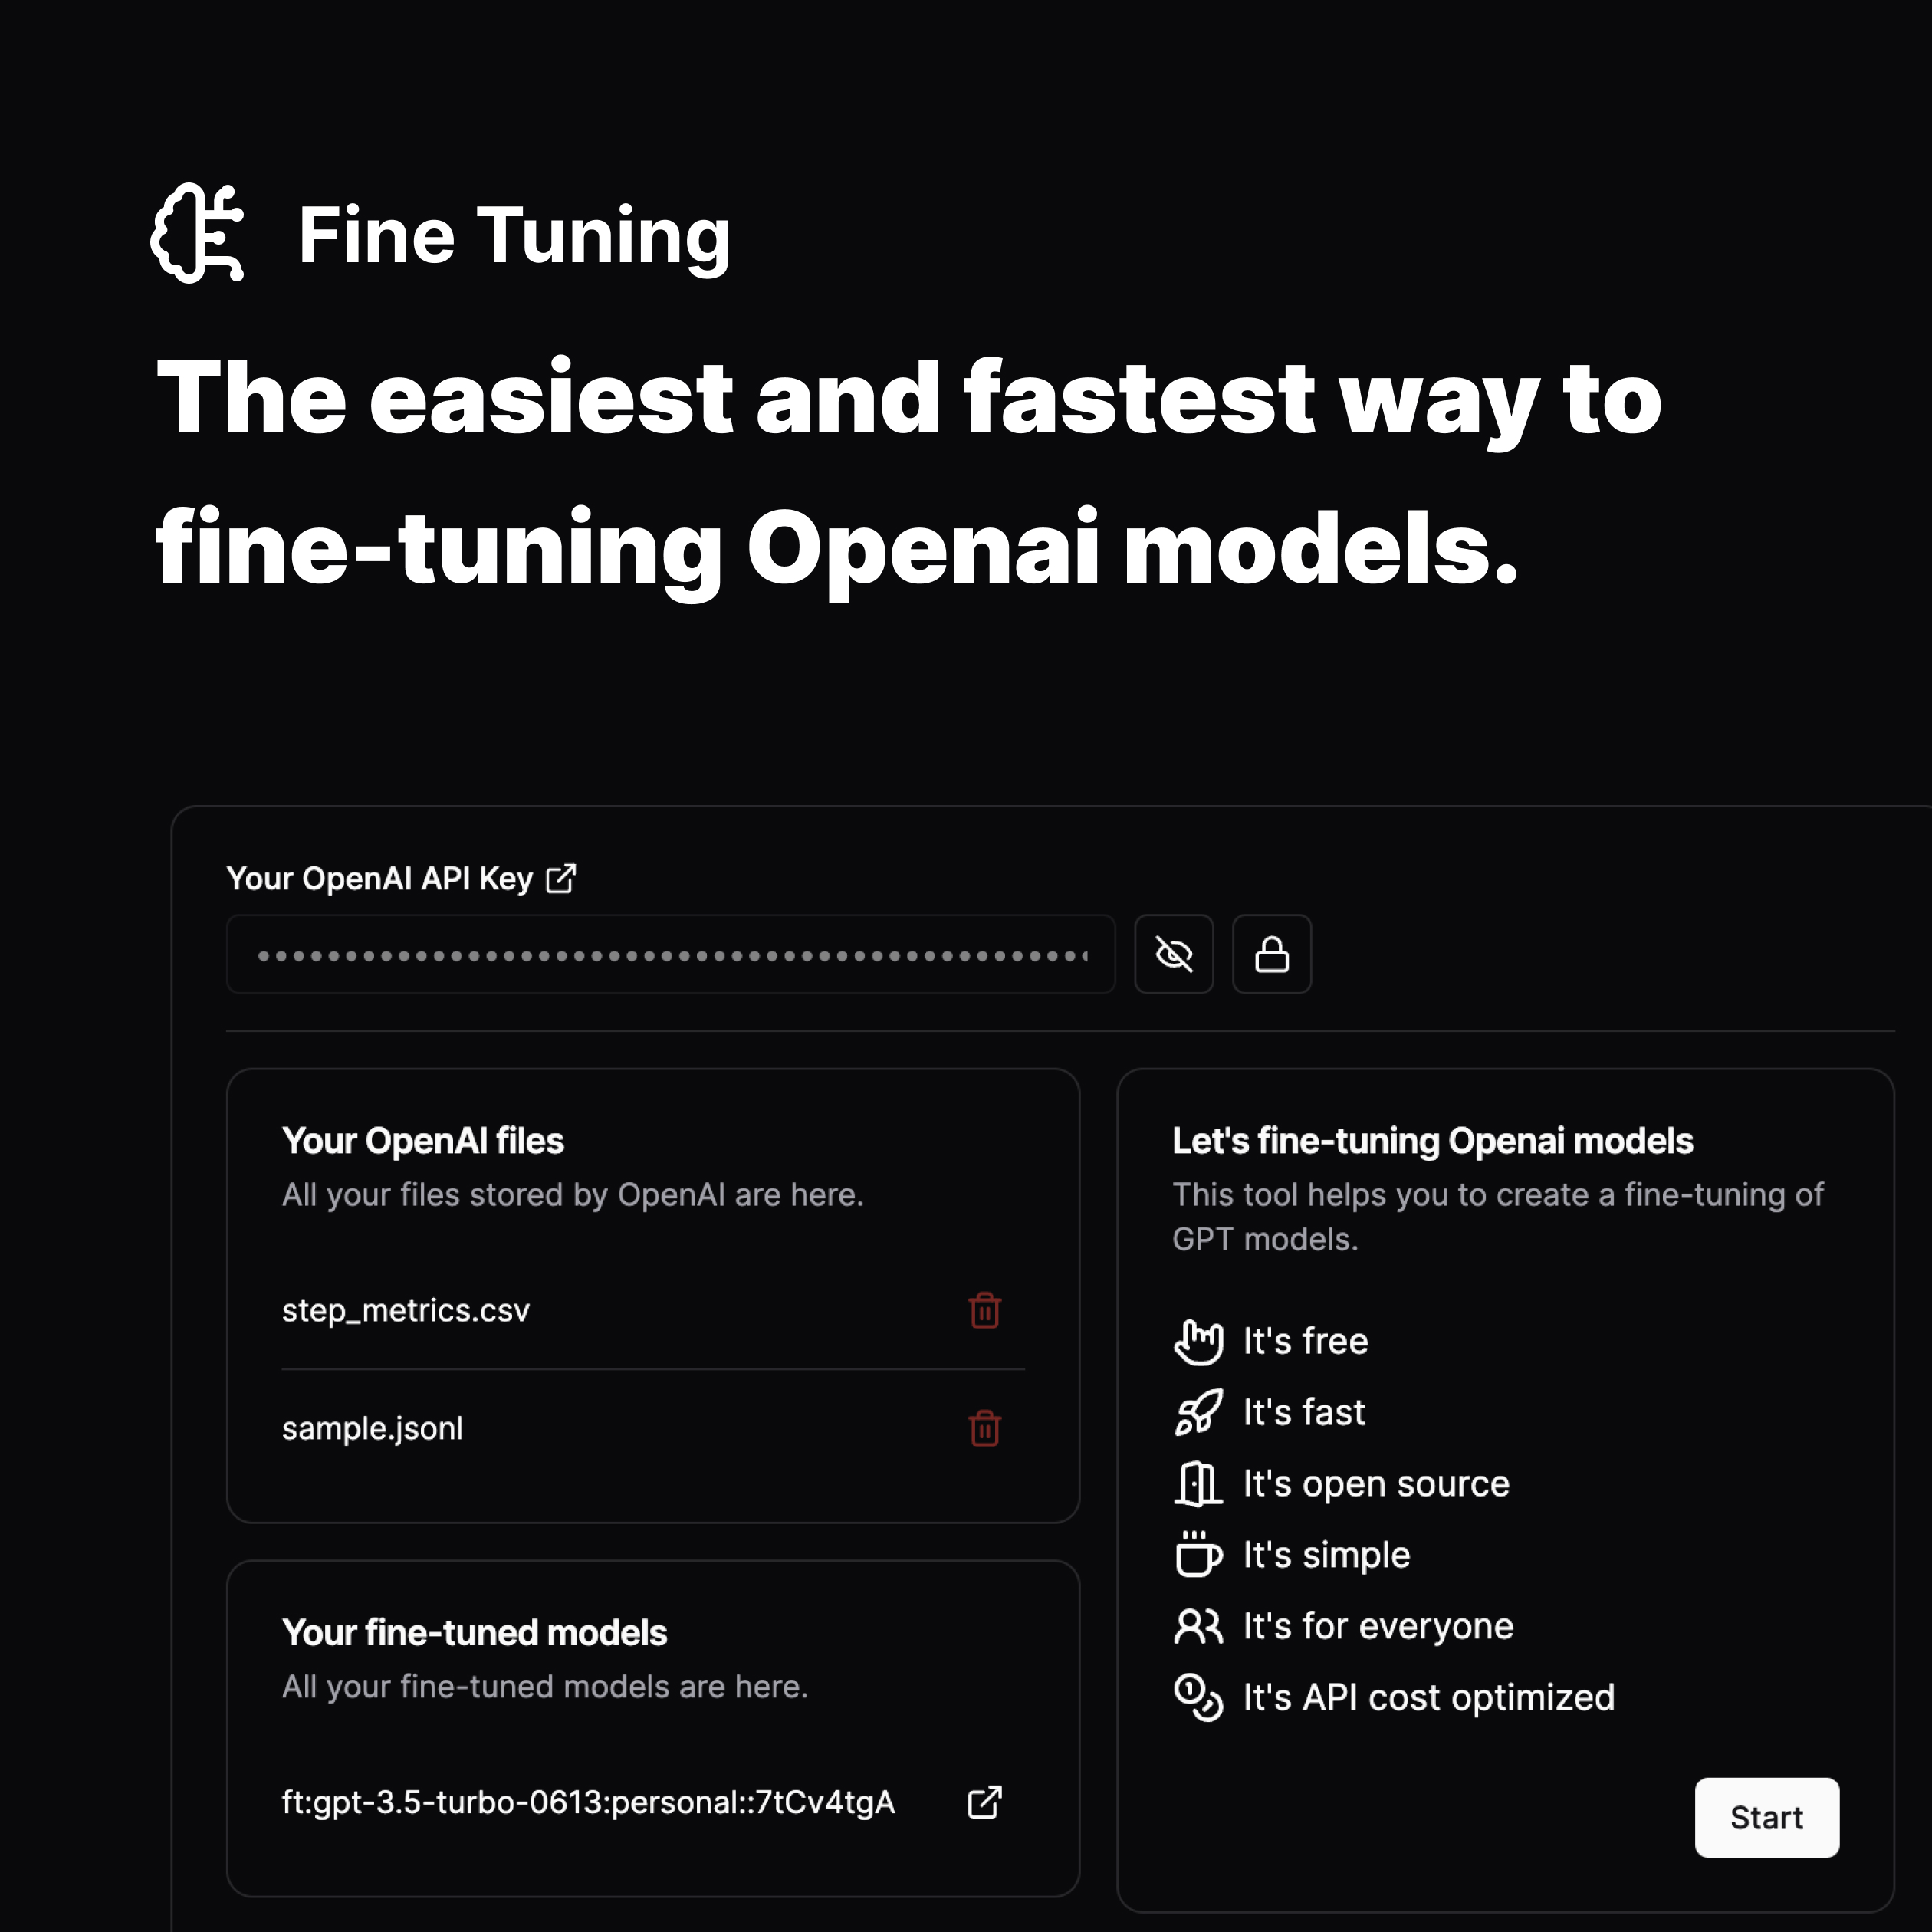 Fine Tuning
The easiest and fastest way to
fine-tuning Openai models.
Your OpenAI API Key
Your OpenAI files
All your files stored by OpenAI are here.
step_metrics.csv
sample.jsonl
Your fine-tuned models
All your fine-tuned models are here.
ft:gpt-3.5-turbo-0613:personal::7tCv4tgA
Let's fine-tuning Openai models
This tool helps you to create a fine-tuning of
GPT models.
It's free
It's fast
It's open source
It's simple
It's for everyone
It's API cost optimized
Start